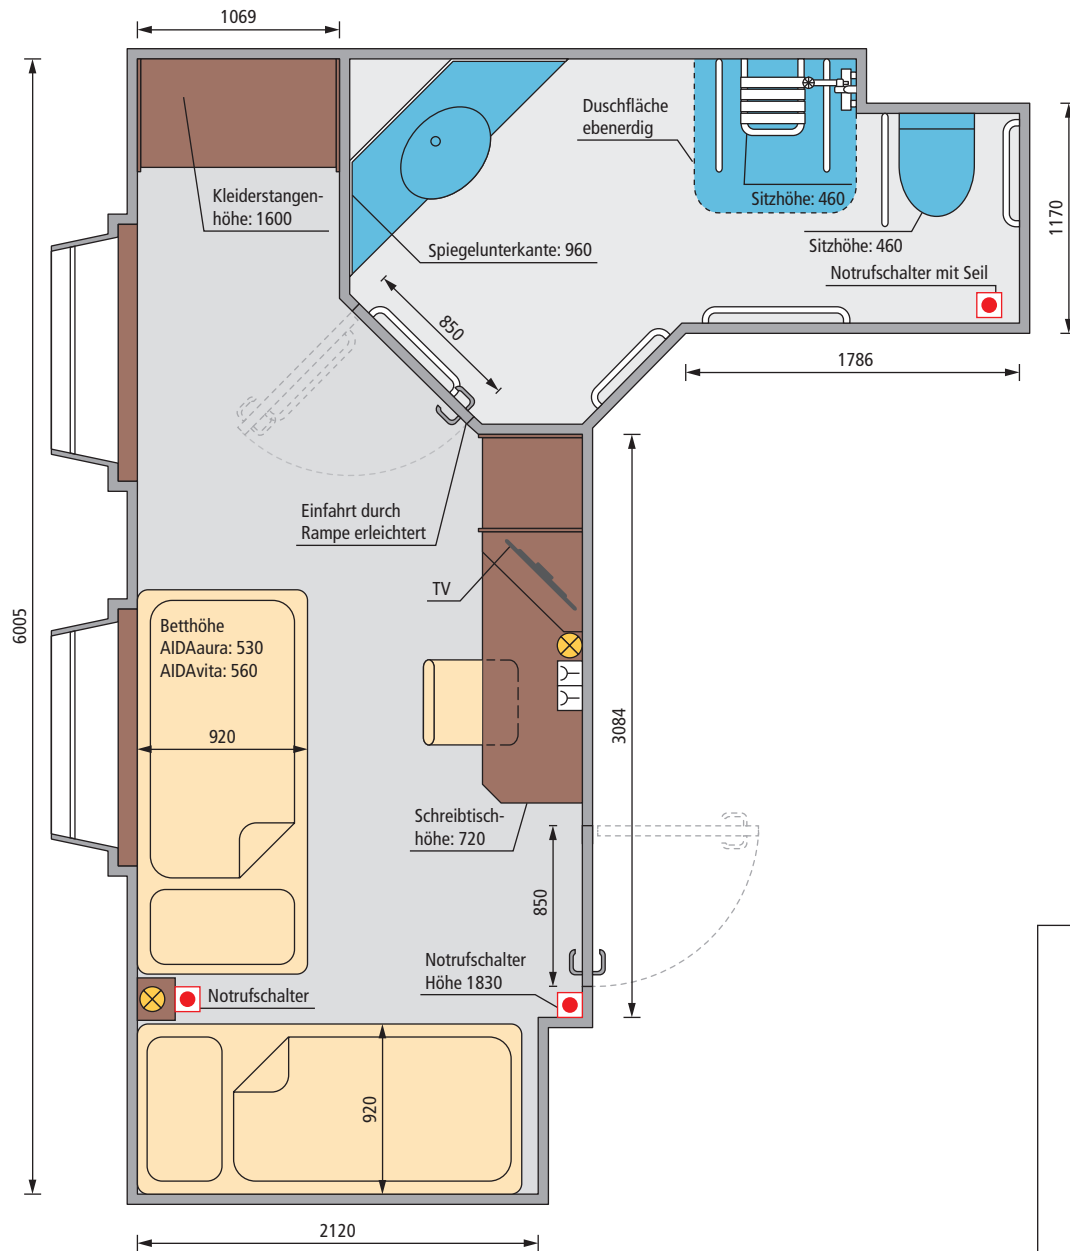 1069
Duschfläche
ebenerdig
Kleiderstangen-
höhe: 1600
Sitzhöhe: 460
Sitzhöhe: 460
1170
Spiegelunterkante: 960
Notrufschalter mit Seil
850
1786
Einfahrt durch
Rampe erleichtert
TV
6005
Betthöhe
AIDAaura: 530
AIDAvita: 560
920
3084
Schreibtisch-
höhe: 720
850
Notrufschalter
Höhe 1830
Notrufschalter
920
2120